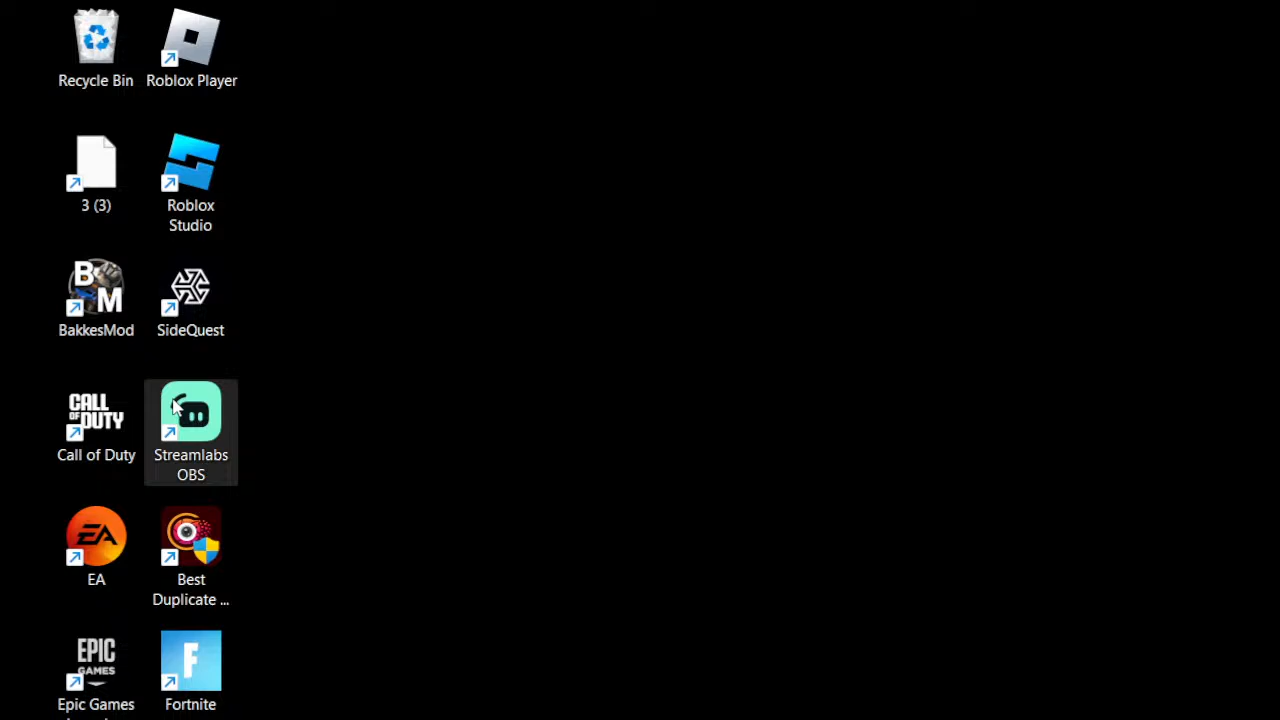 Recycle Bin
Roblox Player
3 (3)
Roblox
Studio
B
M
BakkesMod
SideQuest
CALL
OF DUTY
Call of Duty
Streamlabs
OBS
EA
EA
Best
Duplicate ...
EPIC
GAMES
Epic Games
F
Fortnite